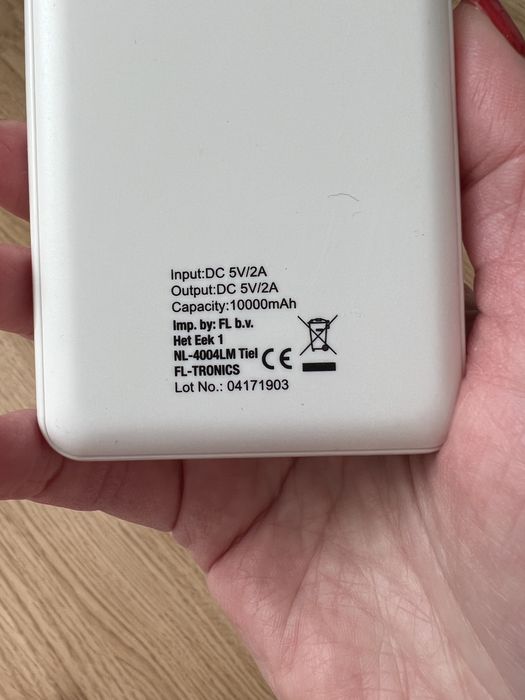 Input:DC 5V/2A
Output:DC 5V/2A
Capacity:10000mAh
Imp. by: FL b.v.
Het Eek 1
NL-4004LM Tiel CE
FL-TRONICS
Lot No.: 04171903